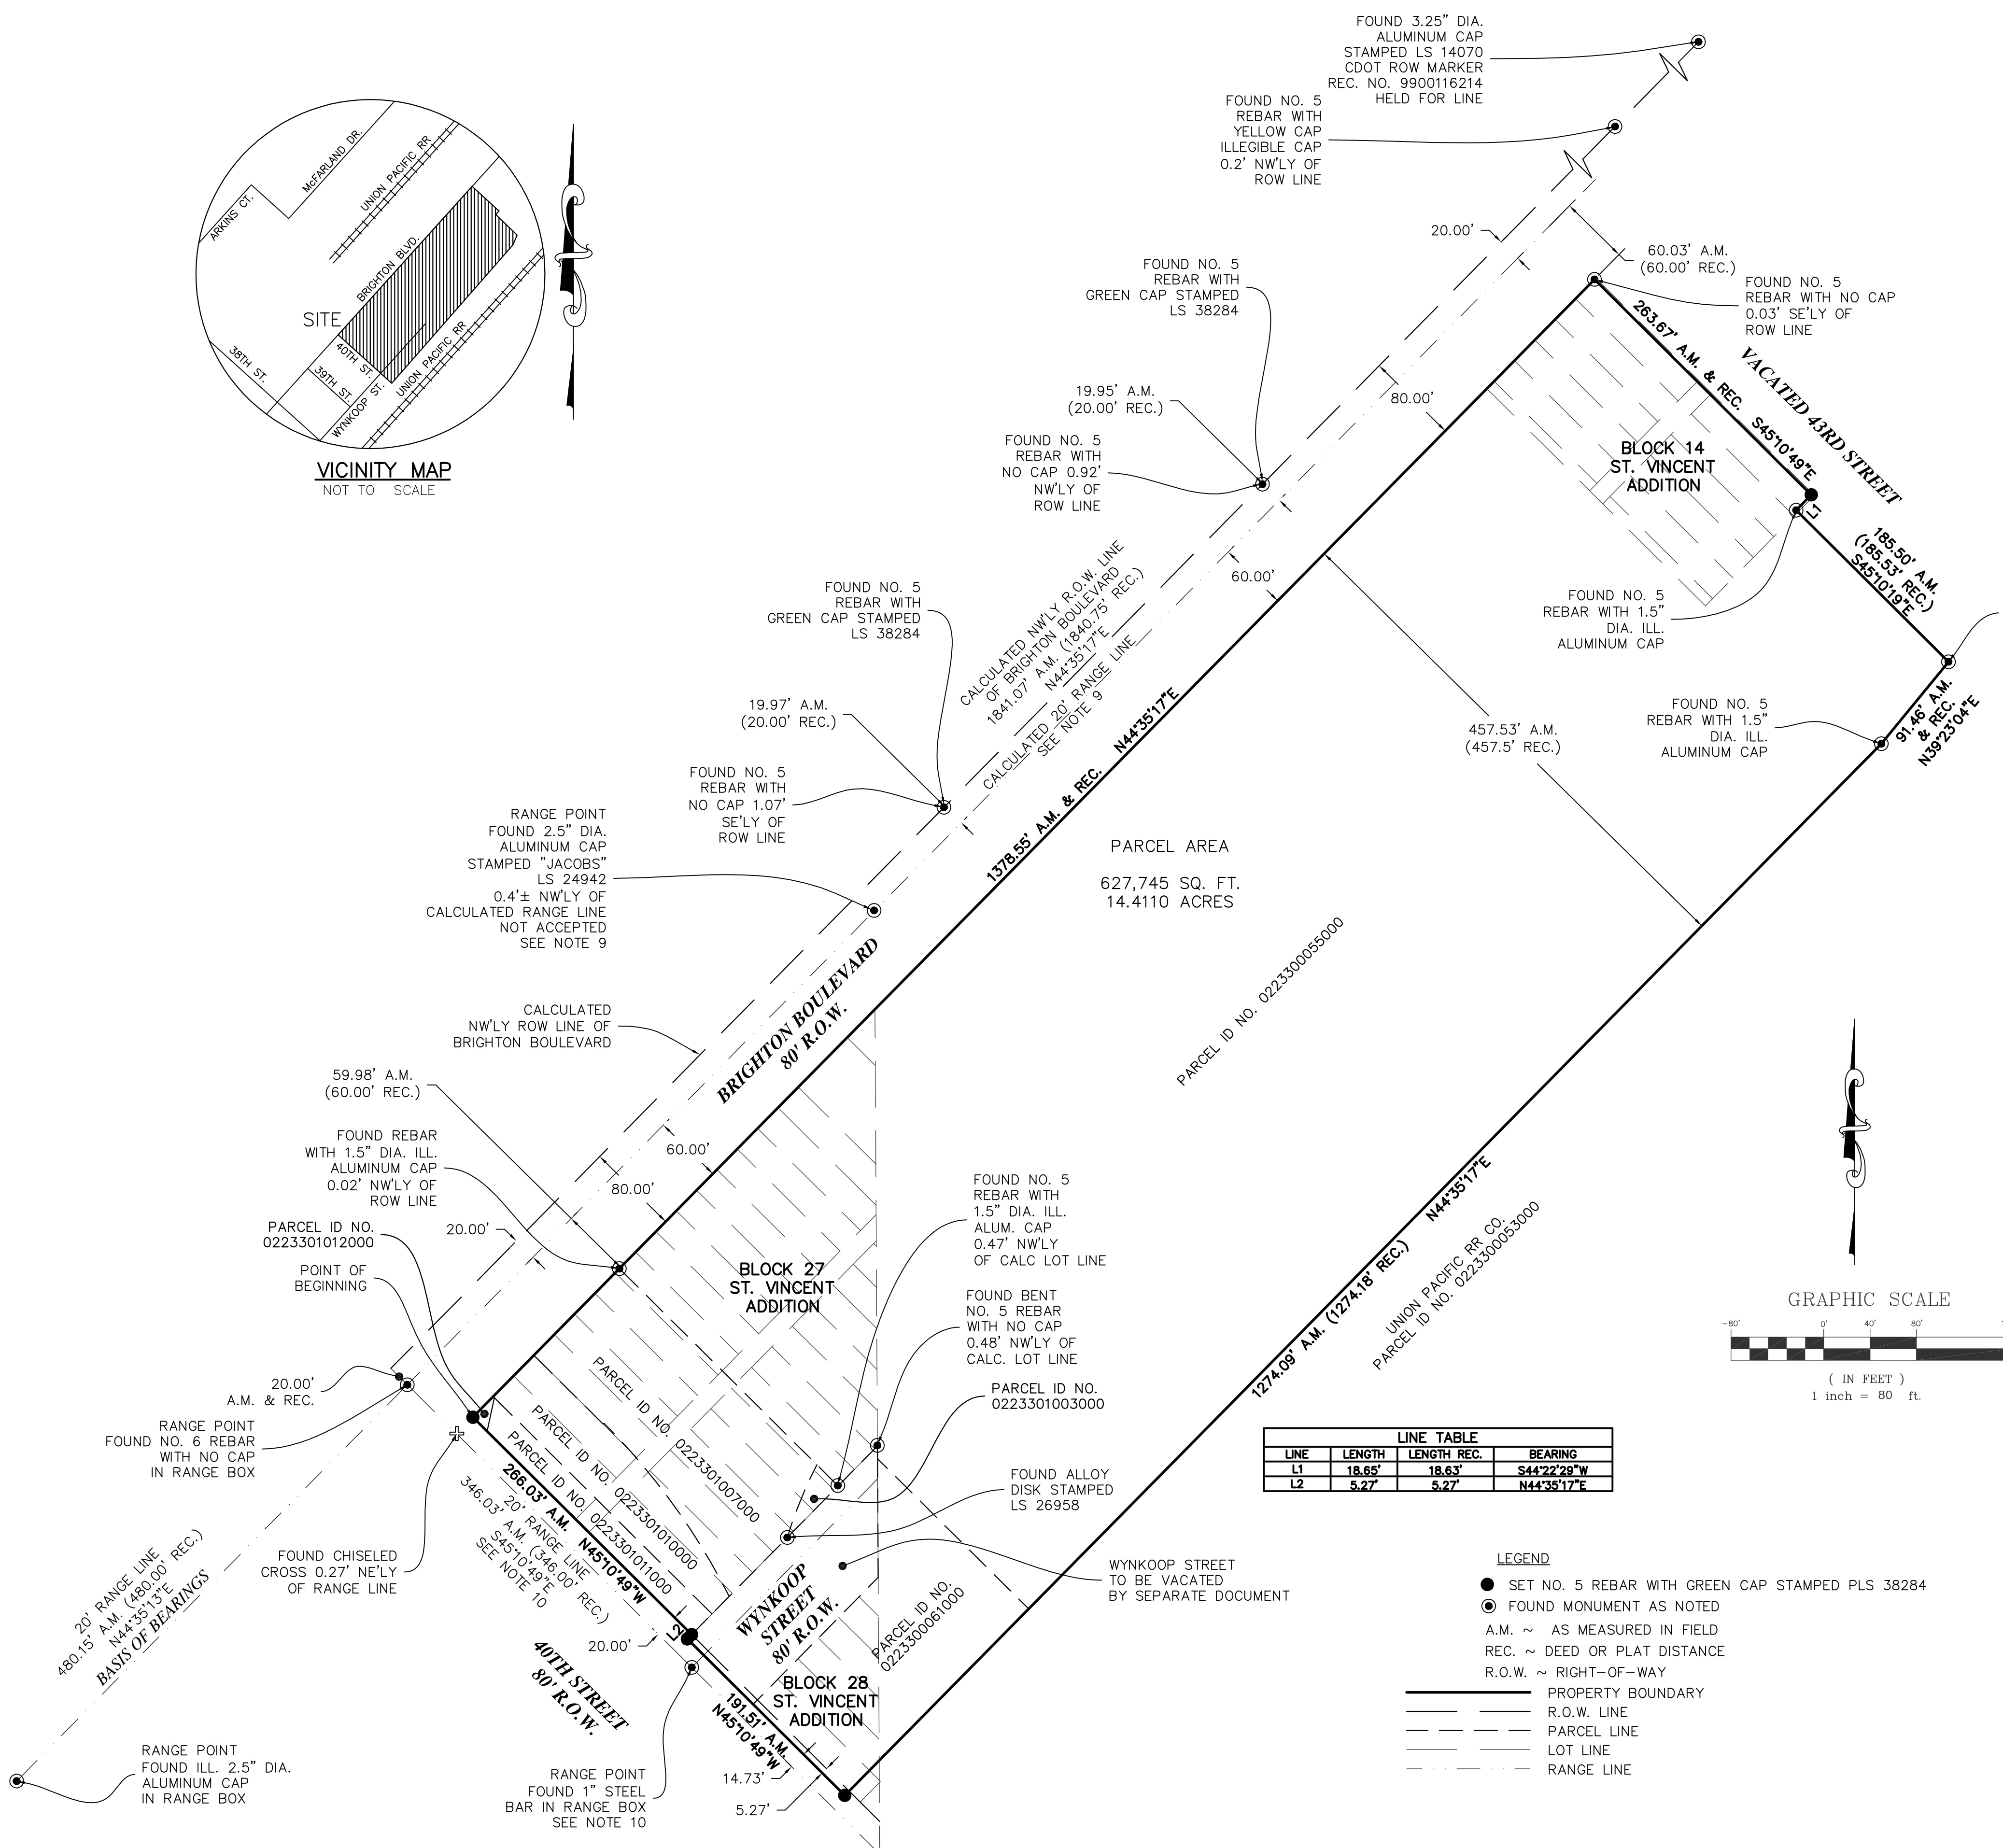 FOUND 3.25" DIA.
ALUMINUM CAP
STAMPED LS 14070
CDOT ROW MARKER
REC. NO. 9900116214
HELD FOR LINE
FOUND NO. 5
REBAR WITH
YELLOW CAP
ILLEGIBLE CAP
0.2' NW'LY OF
ROW LINE
ARKINS CT.
McFARLAND DR.
UNION PACIFIC RR
BRIGHTON BLVD.
SITE
40TH ST.
39TH ST.
38TH ST.
WYNKOOP ST.
UNION PACIFIC RR
VICINITY MAP
NOT TO SCALE
20.00'
60.03' A.M.
(60.00' REC.)
FOUND NO. 5
REBAR WITH NO CAP
0.03' SE'LY OF
ROW LINE
FOUND NO. 5
REBAR WITH
GREEN CAP STAMPED
LS 38284
19.95' A.M.
(20.00' REC.)
80.00'
263.67' A.M. & REC.
S45°10'49"E
VACATED 43RD STREET
BLOCK 14
ST. VINCENT
ADDITION
FOUND NO. 5
REBAR WITH
NO CAP 0.92'
NW'LY OF
ROW LINE
L1
185.50' A.M.
(185.53' REC.)
S45°10'19"E
60.00'
CALCULATED NW'LY R.O.W. LINE
OF BRIGHTON BOULEVARD
1841.07' A.M. (1840.75' REC.)
N44°35'17"E
CALCULATED 20' RANGE LINE
SEE NOTE 9
FOUND NO. 5
REBAR WITH
GREEN CAP STAMPED
LS 38284
FOUND NO. 5
REBAR WITH 1.5"
DIA. ILL.
ALUMINUM CAP
FOUND NO. 5
REBAR WITH 1.5"
DIA. ILL.
ALUMINUM CAP
91.46' A.M.
& REC.
N39°23'04"E
457.53' A.M.
(457.5' REC.)
19.97' A.M.
(20.00' REC.)
FOUND NO. 5
REBAR WITH
NO CAP 1.07'
SE'LY OF
ROW LINE
1378.55' A.M. & REC.
N44°35'17"E
RANGE POINT
FOUND 2.5" DIA.
ALUMINUM CAP
STAMPED "JACOBS"
LS 24942
0.4'± NW'LY OF
CALCULATED RANGE LINE
NOT ACCEPTED
SEE NOTE 9
PARCEL AREA
627,745 SQ. FT.
14.4110 ACRES
PARCEL ID NO. 0223300055000
BRIGHTON BOULEVARD
80' R.O.W.
CALCULATED
NW'LY ROW LINE OF
BRIGHTON BOULEVARD
59.98' A.M.
(60.00' REC.)
FOUND REBAR
WITH 1.5" DIA. ILL.
ALUMINUM CAP
0.02' NW'LY OF
ROW LINE
60.00'
80.00'
20.00'
PARCEL ID NO.
0223301012000
POINT OF
BEGINNING
BLOCK 27
ST. VINCENT
ADDITION
FOUND NO. 5
REBAR WITH
1.5" DIA. ILL.
ALUM. CAP
0.47' NW'LY
OF CALC LOT LINE
FOUND BENT
NO. 5 REBAR
WITH NO CAP
0.48' NW'LY OF
CALC. LOT LINE
PARCEL ID NO.
0223301003000
FOUND ALLOY
DISK STAMPED
LS 26958
WYNKOOP STREET
TO BE VACATED
BY SEPARATE DOCUMENT
1274.09' A.M. (1274.18' REC.)
N44°35'17"E
UNION PACIFIC RR CO.
PARCEL ID NO. 0223300053000
GRAPHIC SCALE
-80'
0'
40'
80'
( IN FEET )
1 inch = 80 ft.
20.00'
A.M. & REC.
RANGE POINT
FOUND NO. 6 REBAR
WITH NO CAP
IN RANGE BOX
FOUND CHISELED
CROSS 0.27' NE'LY
OF RANGE LINE
PARCEL ID NO. 0223301007000
PARCEL ID NO. 0223301010000
PARCEL ID NO. 0223301011000
266.03' A.M.
N45°10'49"W
20' RANGE LINE
346.03' A.M. (346.00' REC.)
S45°10'49"E
SEE NOTE 10
20' RANGE LINE
480.15' A.M. (480.00' REC.)
N44°35'13"E
BASIS OF BEARINGS
L2
20.00'
40TH STREET
80' R.O.W.
WYNKOOP
STREET
80' R.O.W.
PARCEL ID NO.
0223300061000
BLOCK 28
ST. VINCENT
ADDITION
191.51' A.M.
N45°10'49"W
14.73'
5.27'
RANGE POINT
FOUND ILL. 2.5" DIA.
ALUMINUM CAP
IN RANGE BOX
RANGE POINT
FOUND 1" STEEL
BAR IN RANGE BOX
SEE NOTE 10
LINE TABLE
LINE LENGTH LENGTH REC. BEARING
L1 18.65' 18.63' S44°22'29"W
L2 5.27' 5.27' N44°35'17"E
LEGEND
SET NO. 5 REBAR WITH GREEN CAP STAMPED PLS 38284
FOUND MONUMENT AS NOTED
A.M. ~ AS MEASURED IN FIELD
REC. ~ DEED OR PLAT DISTANCE
R.O.W. ~ RIGHT-OF-WAY
PROPERTY BOUNDARY
R.O.W. LINE
PARCEL LINE
LOT LINE
RANGE LINE